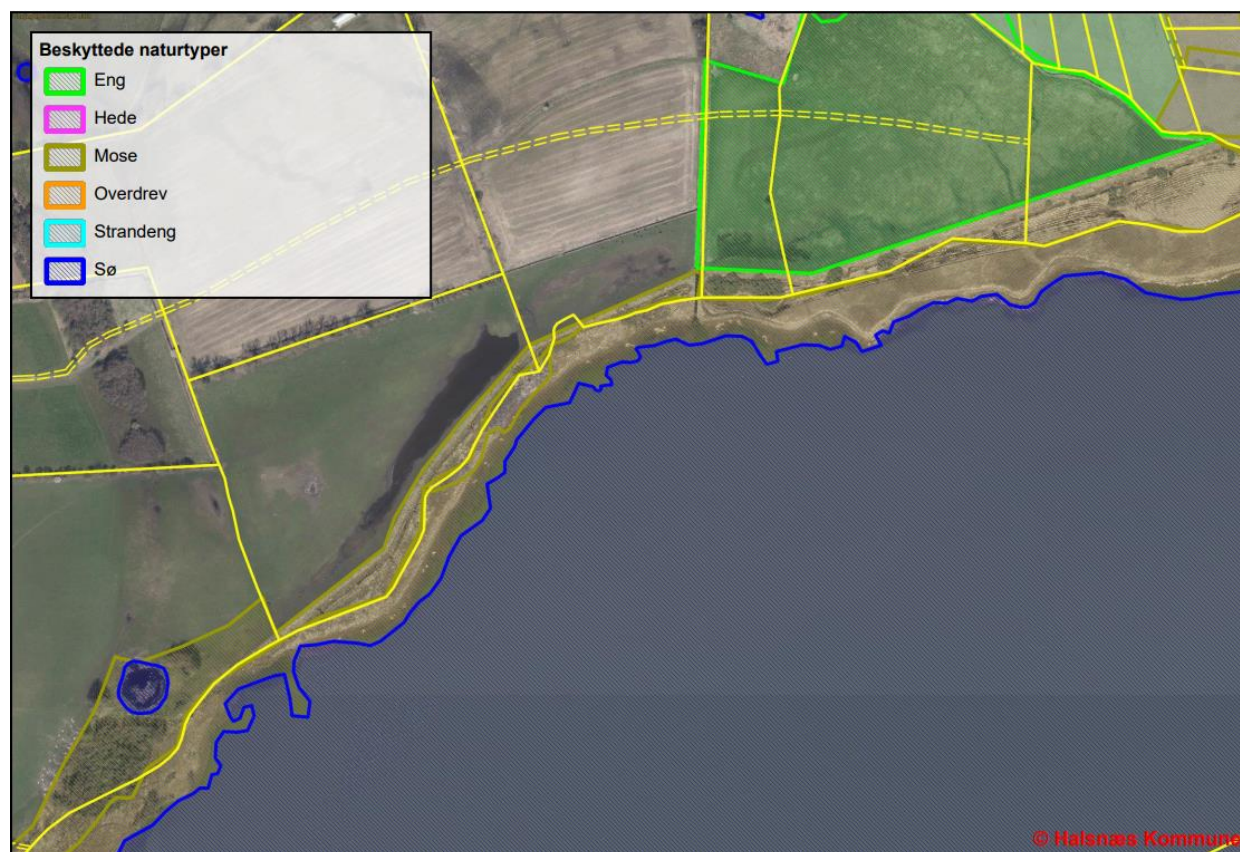 Beskyttede naturtyper
Eng
Hede
Mose
Overdrev
Strandeng
Sø
© Halsnæs Kommune